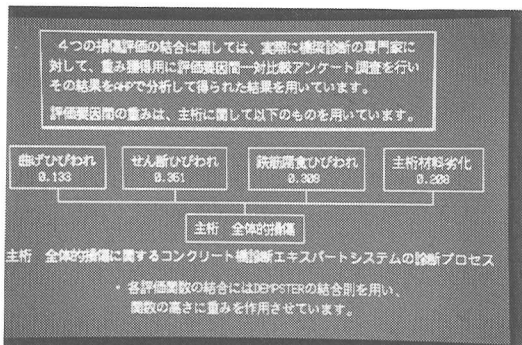 4つの損傷評価の結合に関しては、実際に橋梁診断の専門家に
対して、重み獲得用に評価要因間一対比較アンケート調査を行い
その結果をAHPで分析して得られた結果を用いています。
評価要因間の重みは、主桁に関して以下のものを用いています。
曲げひびわれ
0.133
せん断ひびわれ
0.351
鉄筋腐食ひびわれ
0.308
主桁材料劣化
0.208
主桁 全体的損傷
主桁 全体的損傷に関するコンクリート橋診断エキスパートシステムの診断プロセス
・各評価関数の結合にはDEMPSTERの結合則を用い、
関数の高さに重みを作用させています。